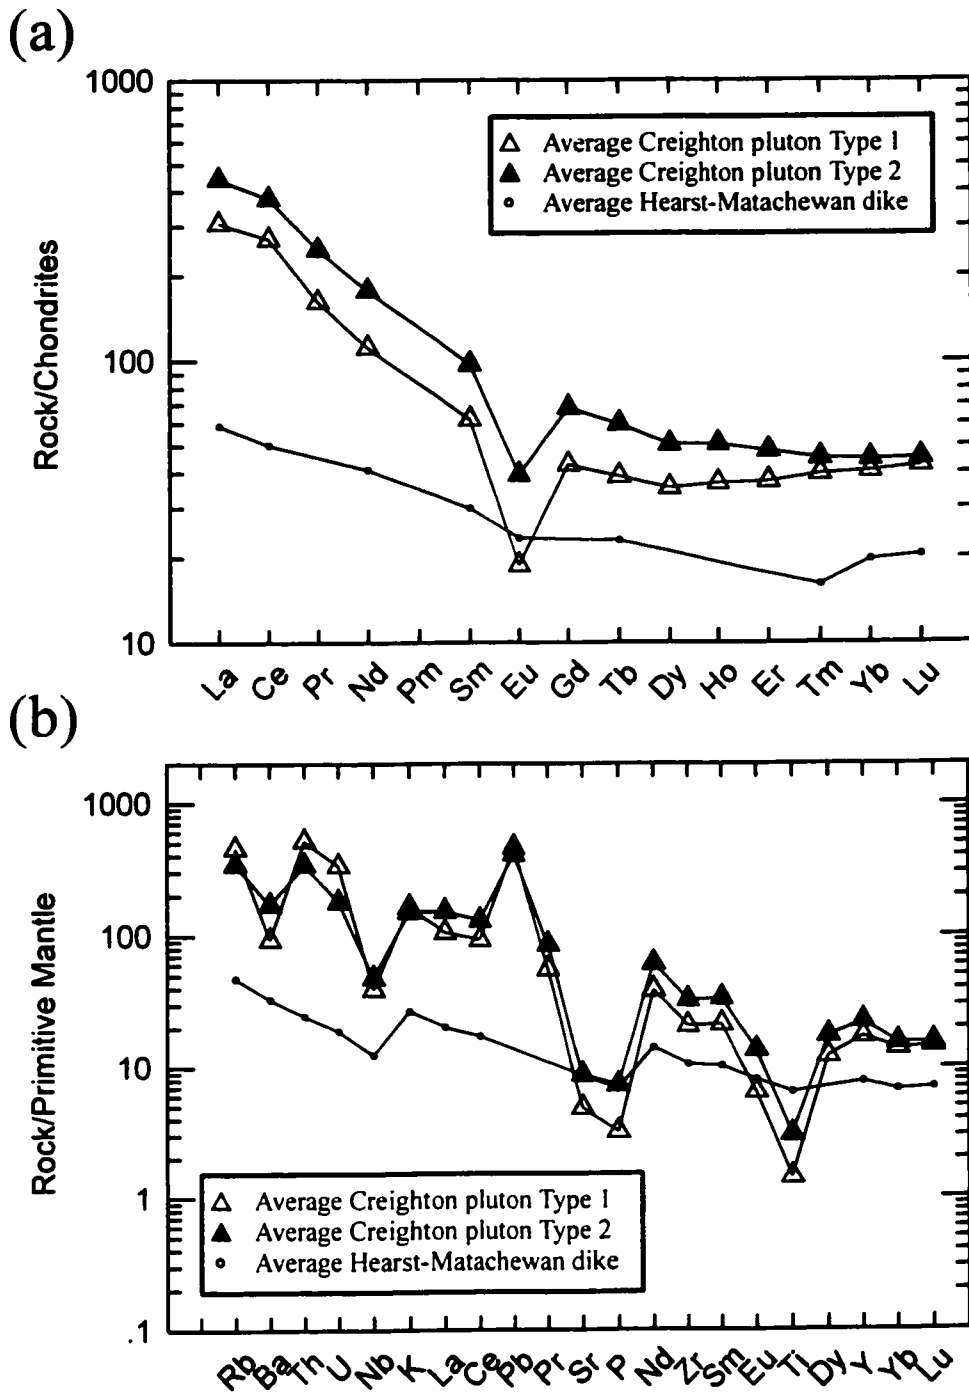 (a)
1000
100
10
Rock/Chondrites
Average Creighton pluton Type 1
Average Creighton pluton Type 2
Average Hearst-Matachewan dike
La Ce Pr Nd Pm Sm Eu Gd Tb Dy Ho Er Tm Yb Lu
(b)
1000
100
10
1
.1
Rock/Primitive Mantle
Average Creighton pluton Type 1
Average Creighton pluton Type 2
Average Hearst-Matachewan dike
Rb Ba Th U Nb K La Ce Pb Pr Sr P Nd Zr Sm Eu Ti Dy Y Yb Lu